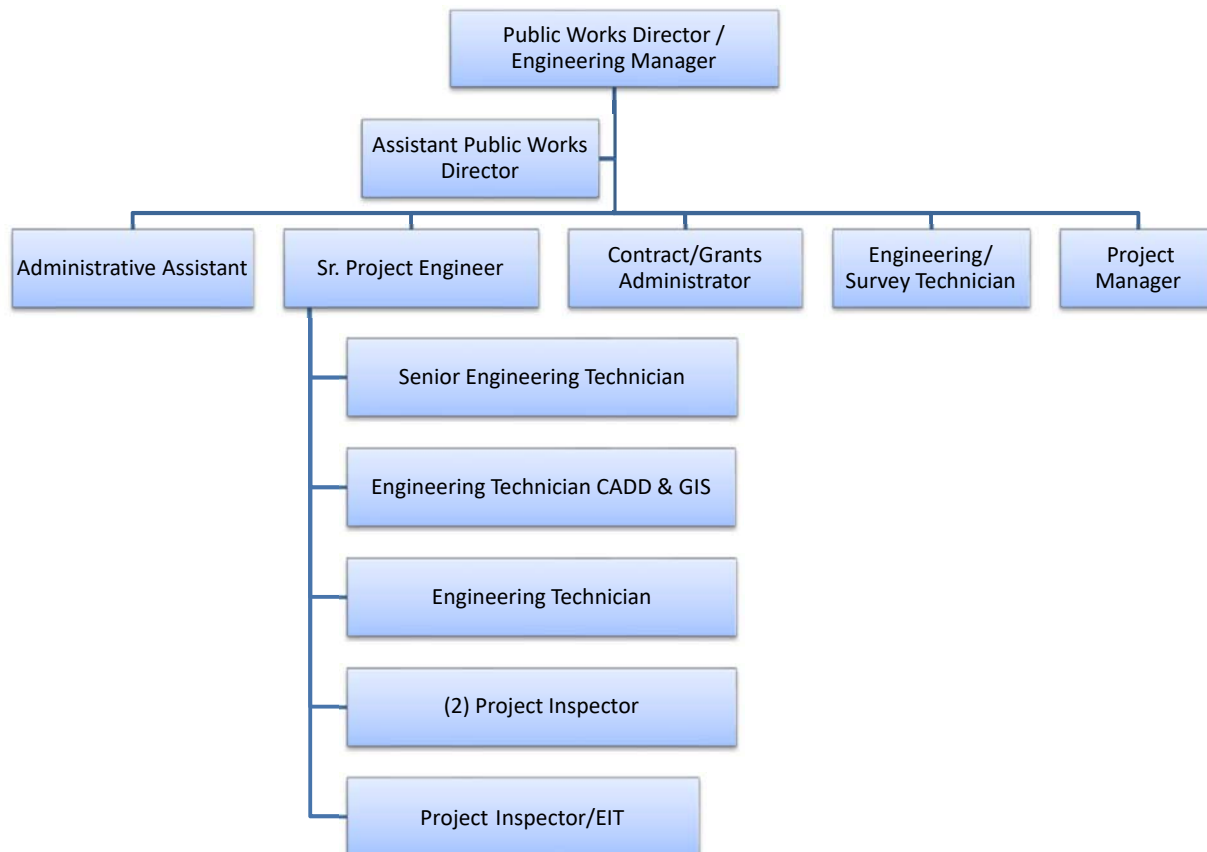 Public Works Director /
Engineering Manager
Assistant Public Works
Director
Administrative Assistant
Sr. Project Engineer
Contract/Grants
Administrator
Engineering/
Survey Technician
Project
Manager
Senior Engineering Technician
Engineering Technician CADD & GIS
Engineering Technician
(2) Project Inspector
Project Inspector/EIT